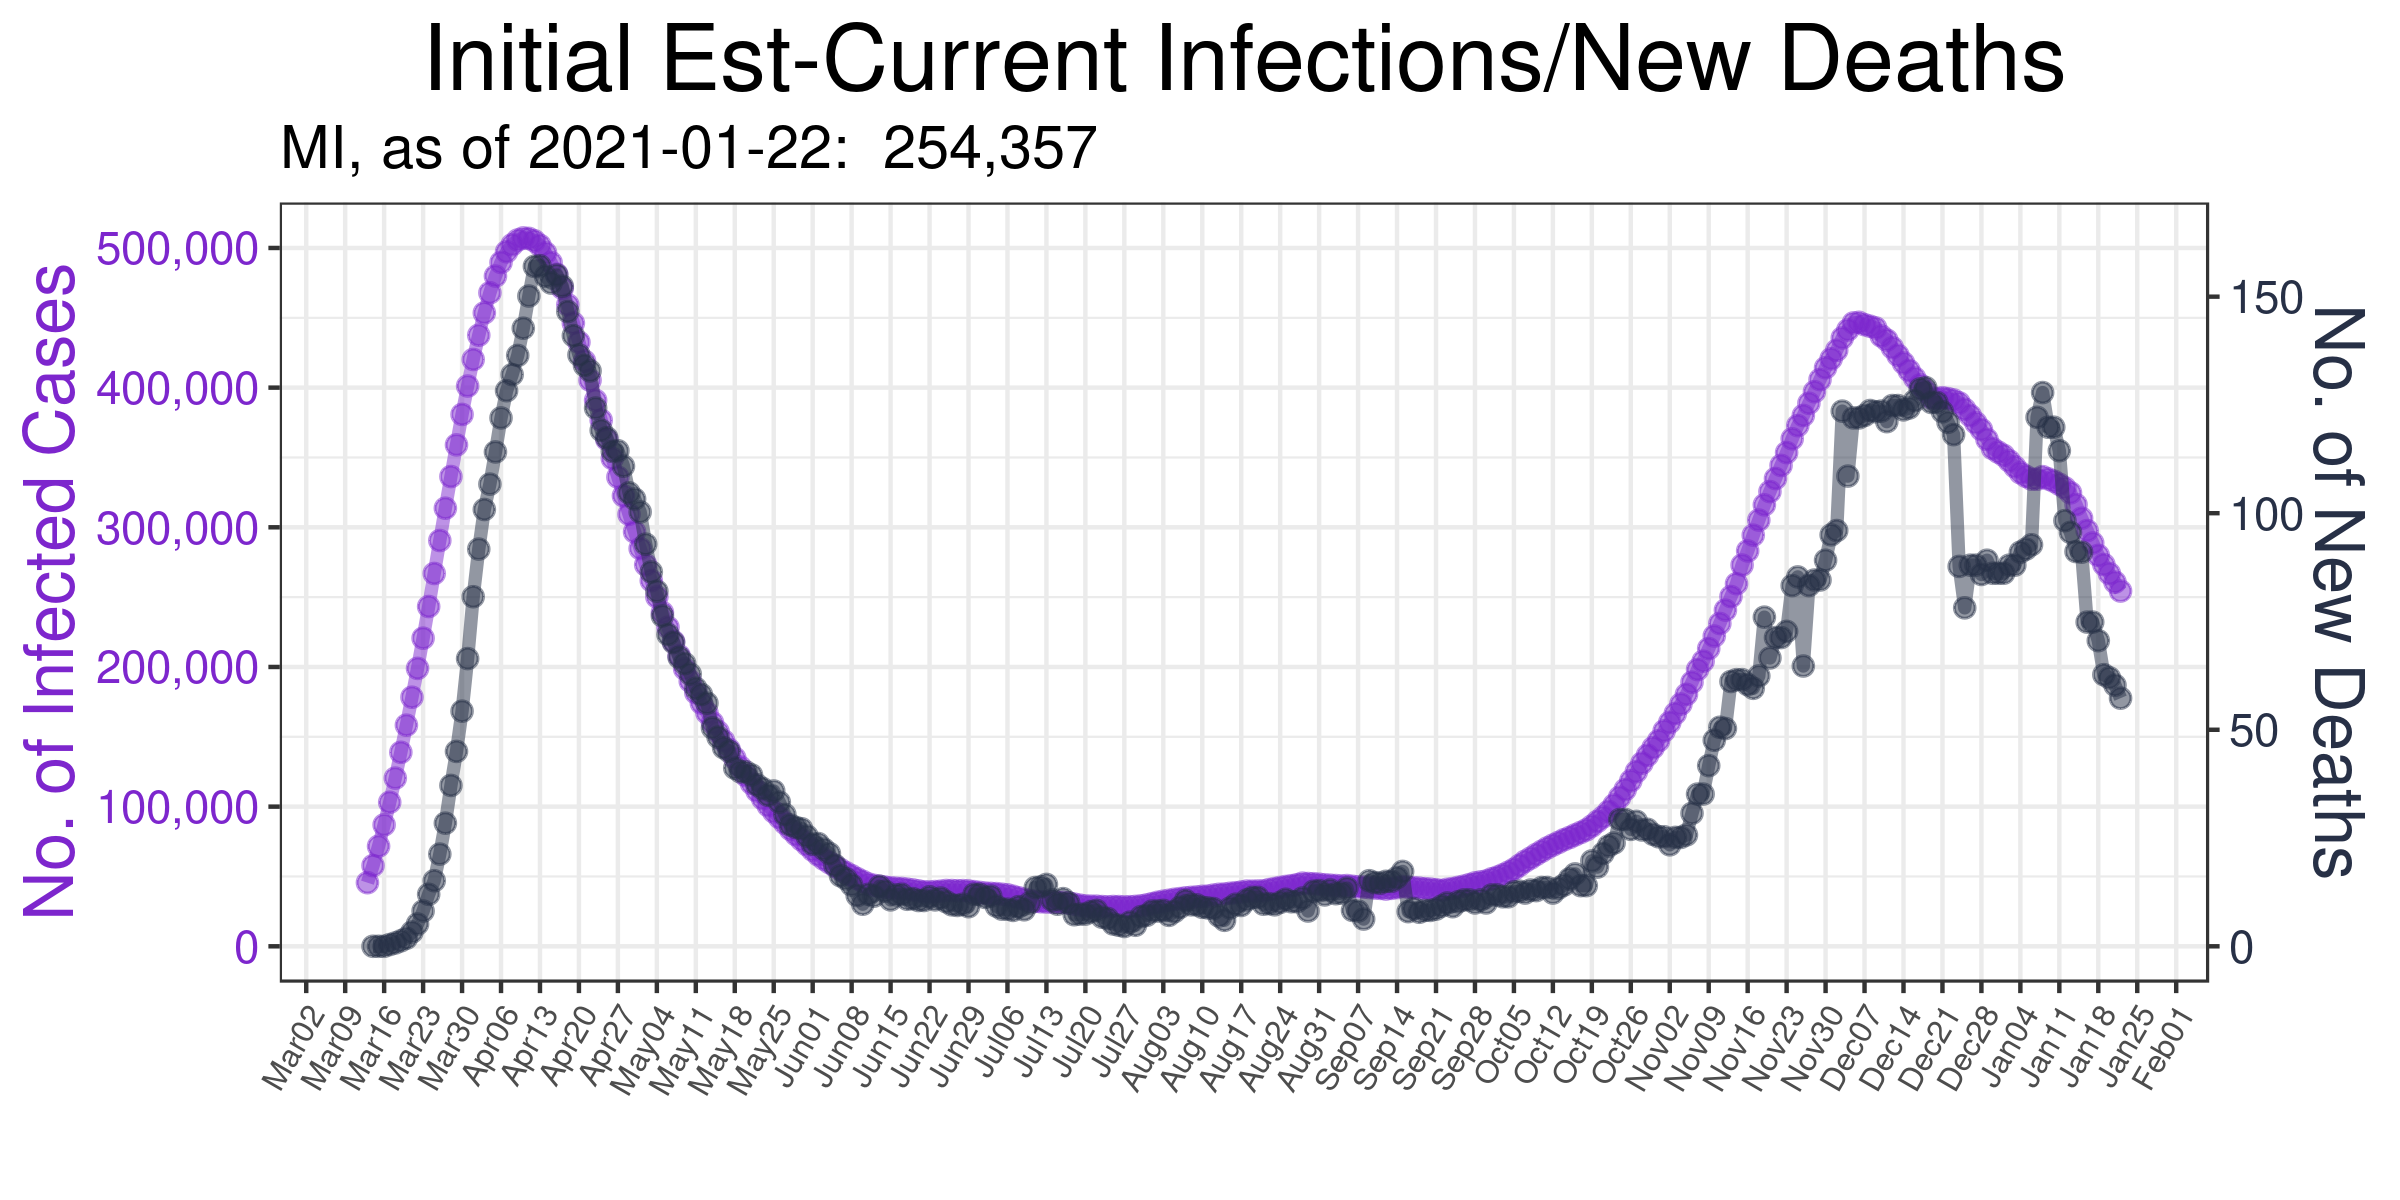 Initial Est-Current Infections/New Deaths
MI, as of 2021-01-22:  254,357
No. of Infected Cases
500,000
400,000
300,000
200,000
100,000
0
150
100
50
0
No. of New Deaths
Mar02
Mar09
Mar16
Mar23
Mar30
Apr06
Apr13
Apr20
Apr27
May04
May11
May18
May25
Jun01
Jun08
Jun15
Jun22
Jun29
Jul06
Jul13
Jul20
Jul27
Aug03
Aug10
Aug17
Aug24
Aug31
Sep07
Sep14
Sep21
Sep28
Oct05
Oct12
Oct19
Oct26
Nov02
Nov09
Nov16
Nov23
Nov30
Dec07
Dec14
Dec21
Dec28
Jan04
Jan11
Jan18
Jan25
Feb01